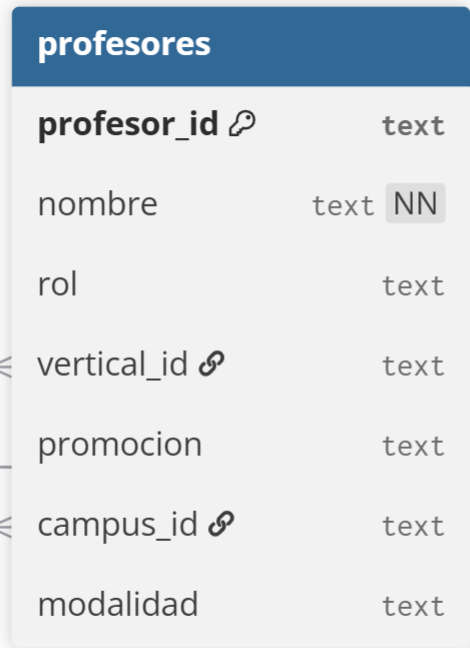 profesores
profesor_id text
nombre text NN
rol text
vertical_id text
promocion text
campus_id text
modalidad text